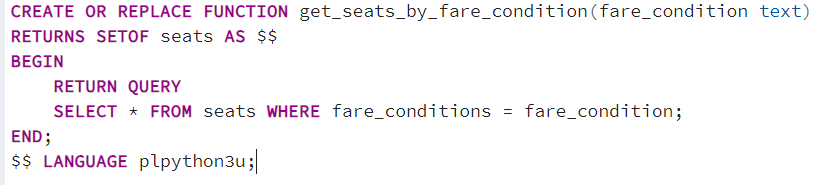 CREATE OR REPLACE FUNCTION get_seats_by_fare_condition(fare_condition text)
RETURNS SETOF seats AS $$
BEGIN
    RETURN QUERY
    SELECT * FROM seats WHERE fare_conditions = fare_condition;
END;
$$ LANGUAGE plpython3u;